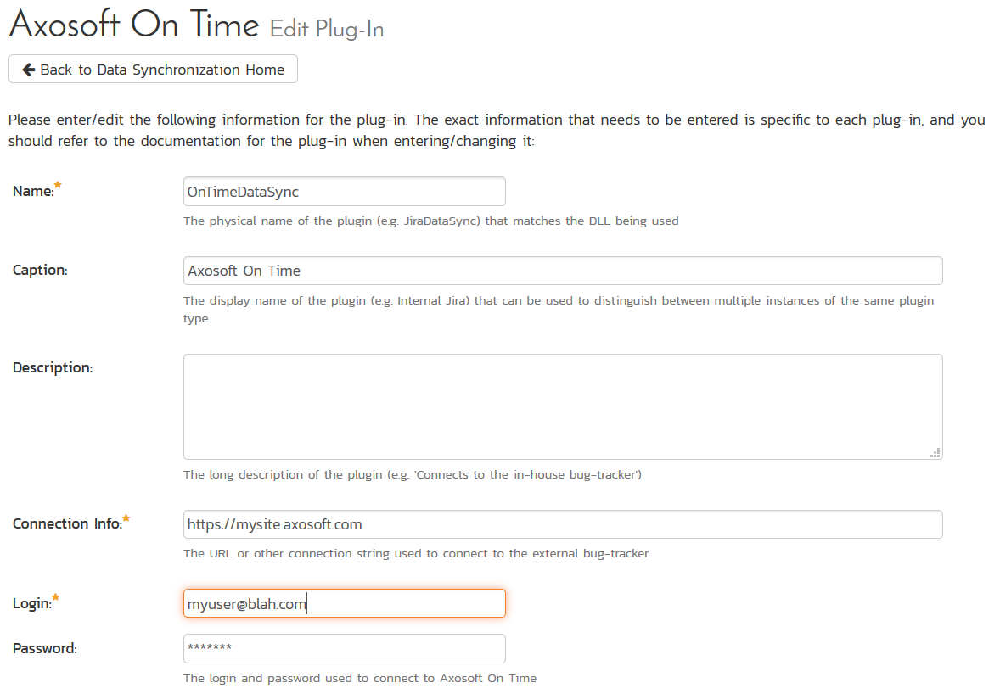 Axosoft On Time Edit Plug-In
Back to Data Synchronization Home
Please enter/edit the following information for the plug-in. The exact information that needs to be entered is specific to each plug-in, and you
should refer to the documentation for the plug-in when entering/changing it:
Name:
OnTimeDataSync
The physical name of the plugin (e.g. JiraDataSync) that matches the DLL being used
Caption:
Axosoft On Time
The display name of the plugin (e.g. Internal Jira) that can be used to distinguish between multiple instances of the same plugin
type
Description:
The long description of the plugin (e.g. 'Connects to the in-house bug-tracker')
Connection Info:
https://mysite.axosoft.com
The URL or other connection string used to connect to the external bug-tracker
Login:
myuser@blah.com
Password:
*******
The login and password used to connect to Axosoft On Time